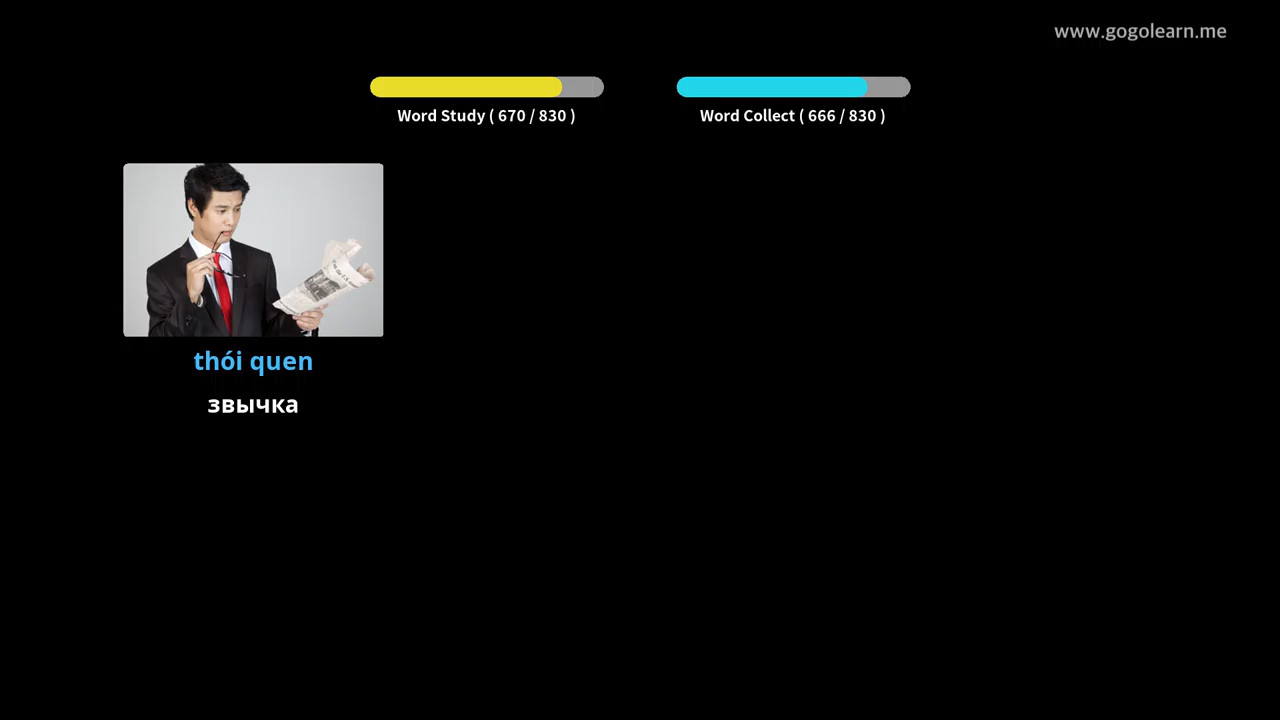 www.gogolearn.me
Word Study ( 670 / 830 )
Word Collect ( 666 / 830 )
thói quen
звычка